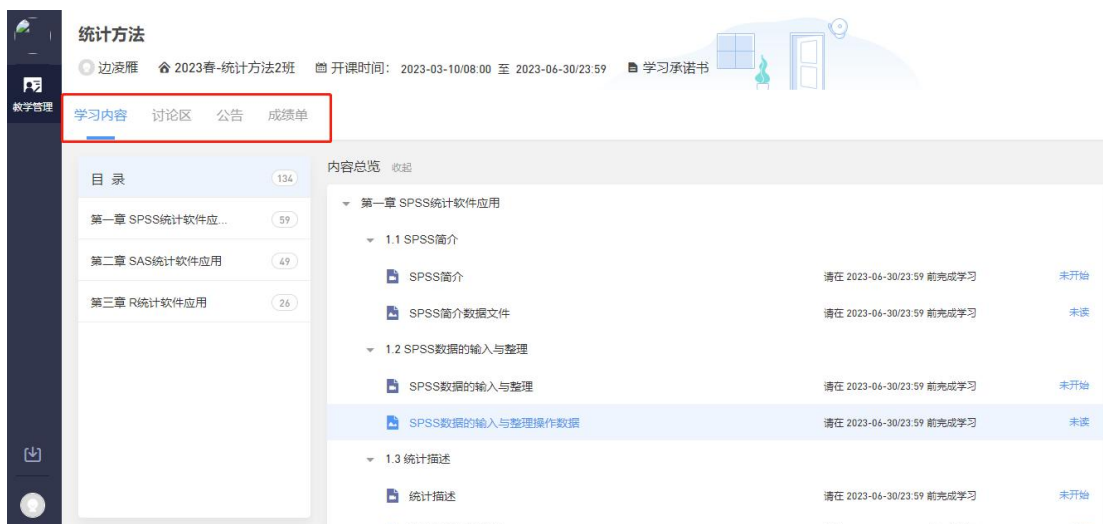 统计方法
边凌雁 2023春-统计方法2班 开课时间： 2023-03-10/08:00 至 2023-06-30/23:59 学习承诺书
教学管理
学习内容 讨论区 公告 成绩单
目 录 134
第一章 SPSS统计软件应... 59
第二章 SAS统计软件应用 49
第三章 R统计软件应用 26
内容总览 收起
第一章 SPSS统计软件应用
1.1 SPSS简介
SPSS简介 请在 2023-06-30/23:59 前完成学习 未开始
SPSS简介数据文件 请在 2023-06-30/23:59 前完成学习 未读
1.2 SPSS数据的输入与整理
SPSS数据的输入与整理 请在 2023-06-30/23:59 前完成学习 未开始
SPSS数据的输入与整理操作数据 请在 2023-06-30/23:59 前完成学习 未读
1.3 统计描述
统计描述 请在 2023-06-30/23:59 前完成学习 未开始